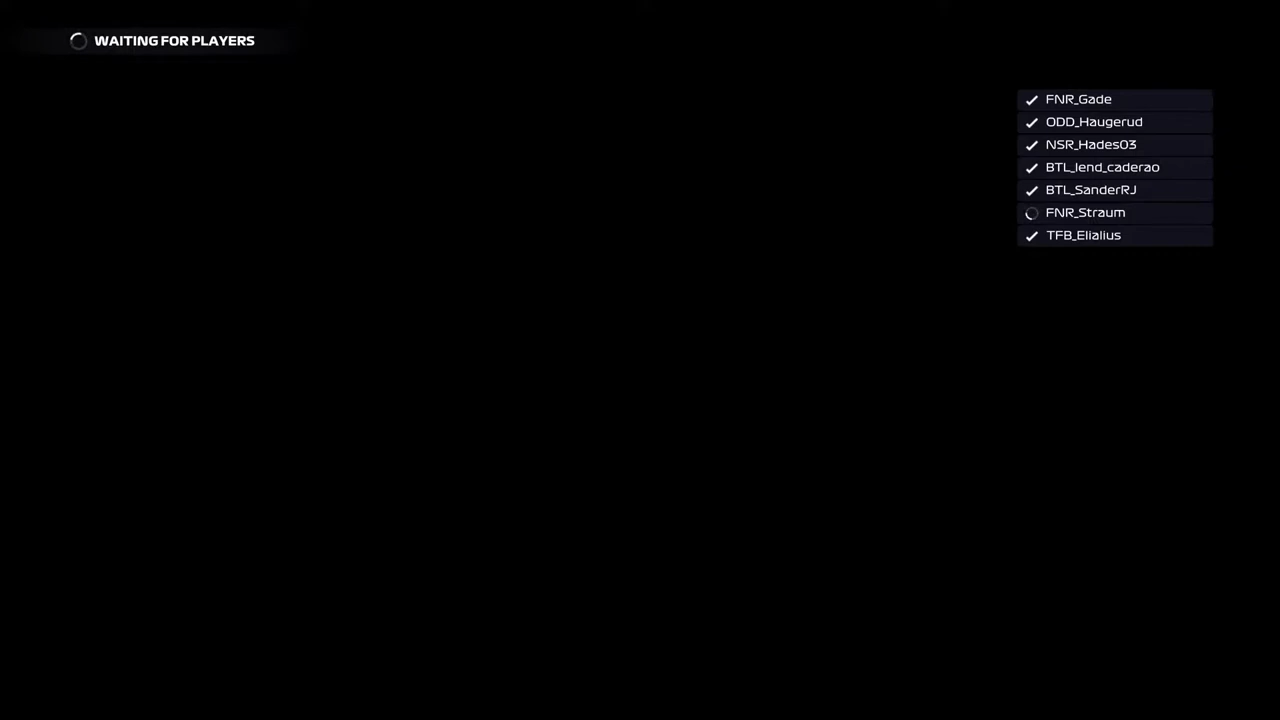 WAITING FOR PLAYERS
FNR_Gade
ODD_Haugerud
NSR_Hades03
BTL_lend_caderao
BTL_SanderRJ
FNR_Straum
TFB_Elialius